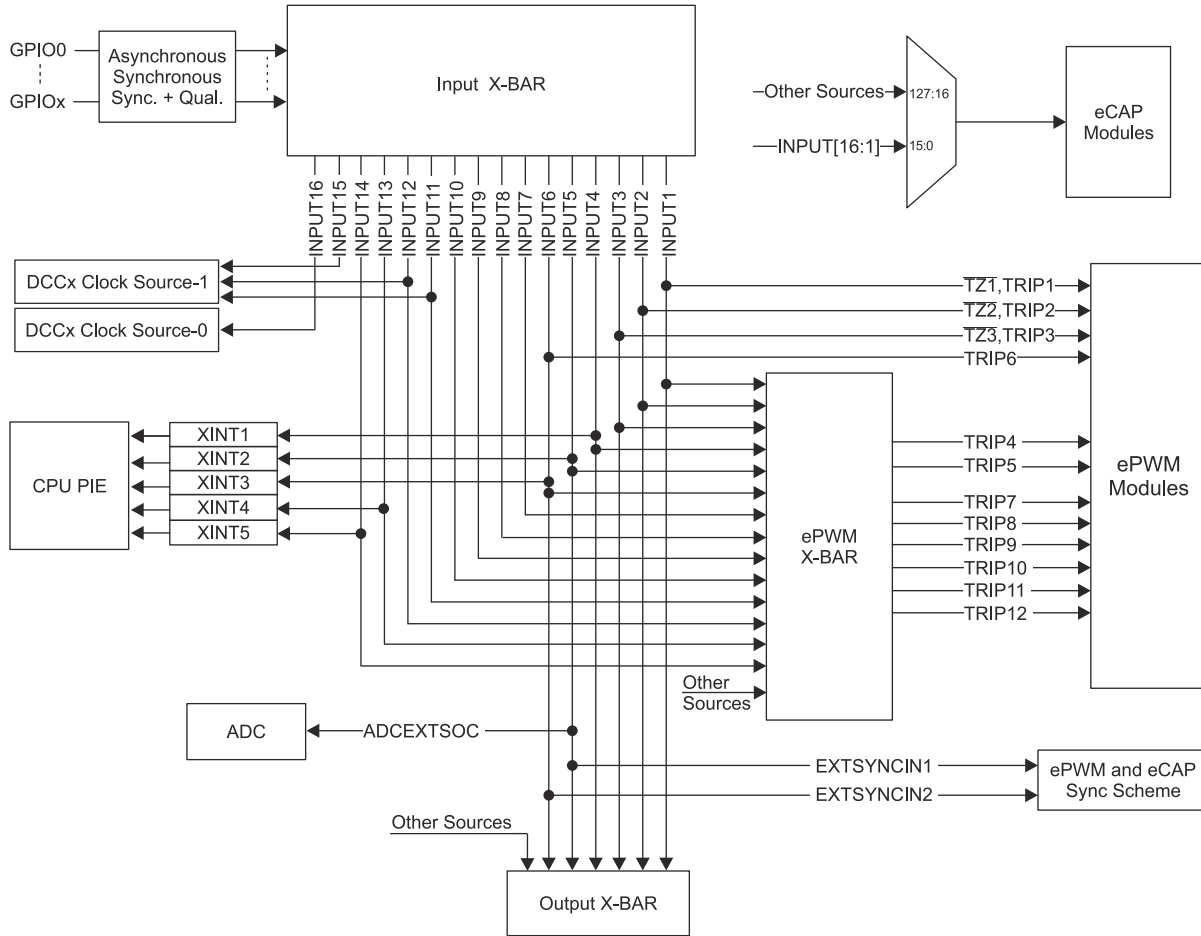 GPIO0
GPIOx
Asynchronous
Synchronous
Sync. + Qual.
Input X-BAR
Other Sources
127:16
INPUT[16:1]
15:0
eCAP
Modules
INPUT16
INPUT15
INPUT14
INPUT13
INPUT12
INPUT11
INPUT10
INPUT9
INPUT8
INPUT7
INPUT6
INPUT5
INPUT4
INPUT3
INPUT2
INPUT1
DCCx Clock Source-1
DCCx Clock Source-0
TZ1,TRIP1
TZ2,TRIP2
TZ3,TRIP3
TRIP6
CPU PIE
XINT1
XINT2
XINT3
XINT4
XINT5
ePWM
X-BAR
TRIP4
TRIP5
TRIP7
TRIP8
TRIP9
TRIP10
TRIP11
TRIP12
ePWM
Modules
Other
Sources
ADC
ADCEXTSOC
EXTSYNCIN1
EXTSYNCIN2
ePWM and eCAP
Sync Scheme
Other Sources
Output X-BAR